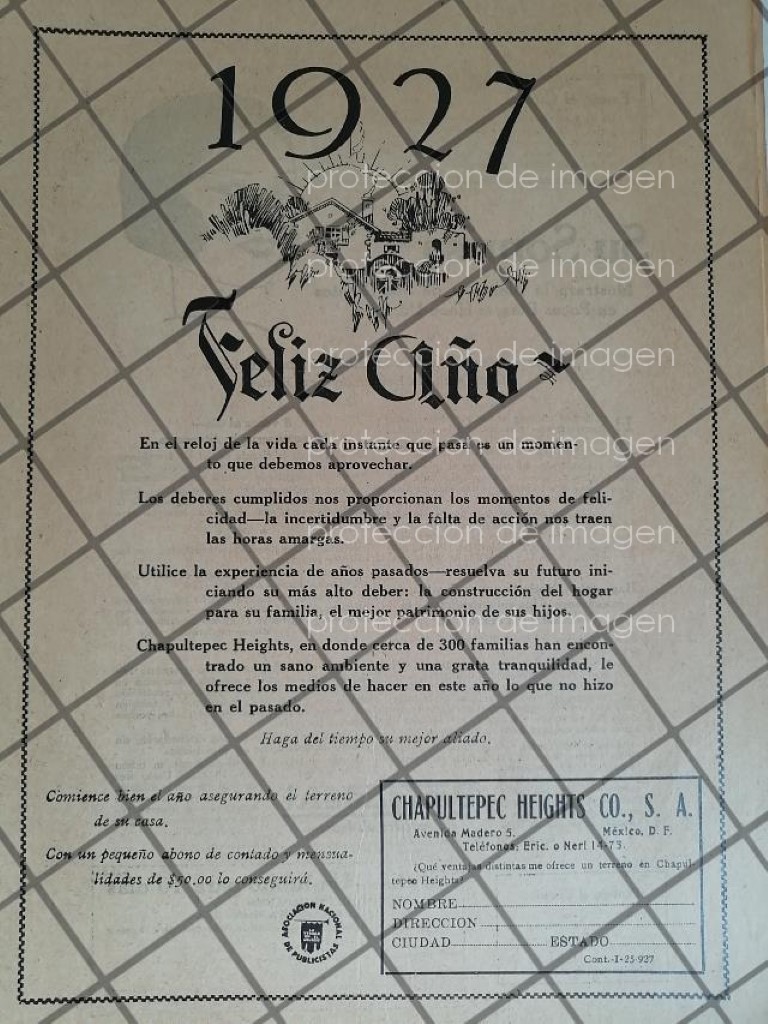 1927
Feliz Año
En el reloj de la vida cada instante que pasa es un momen-
to que debemos aprovechar.
Los deberes cumplidos nos proporcionan los momentos de feli-
cidad—la incertidumbre y la falta de acción nos traen
las horas amargas.
Utilice la experiencia de años pasados—resuelva su futuro ini-
ciando su más alto deber: la construcción del hogar
para su familia, el mejor patrimonio de sus hijos.
Chapultepec Heights, en donde cerca de 300 familias han encon-
trado un sano ambiente y una grata tranquilidad, le
ofrece los medios de hacer en este año lo que no hizo
en el pasado.
Haga del tiempo su mejor aliado.
Comience bien el año asegurando el terreno
de su casa.
Con un pequeño abono de contado y mensua-
lidades de $50.00 lo conseguirá.
ASOCIACION NACIONAL
DE PUBLICISTAS
CHAPULTEPEC HEIGHTS CO., S. A.
Avenida Madero 5. México, D. F.
Teléfonos: Eric. o Neri 14-73.
¿Qué ventajas distintas me ofrece un terreno en Chapul-
tepec Heights?
NOMBRE
DIRECCION
CIUDAD ESTADO
Cont.-1-25-927
protección de imagen
protección de imagen
protección de imagen
protección de imagen
protección de imagen
protección de imagen